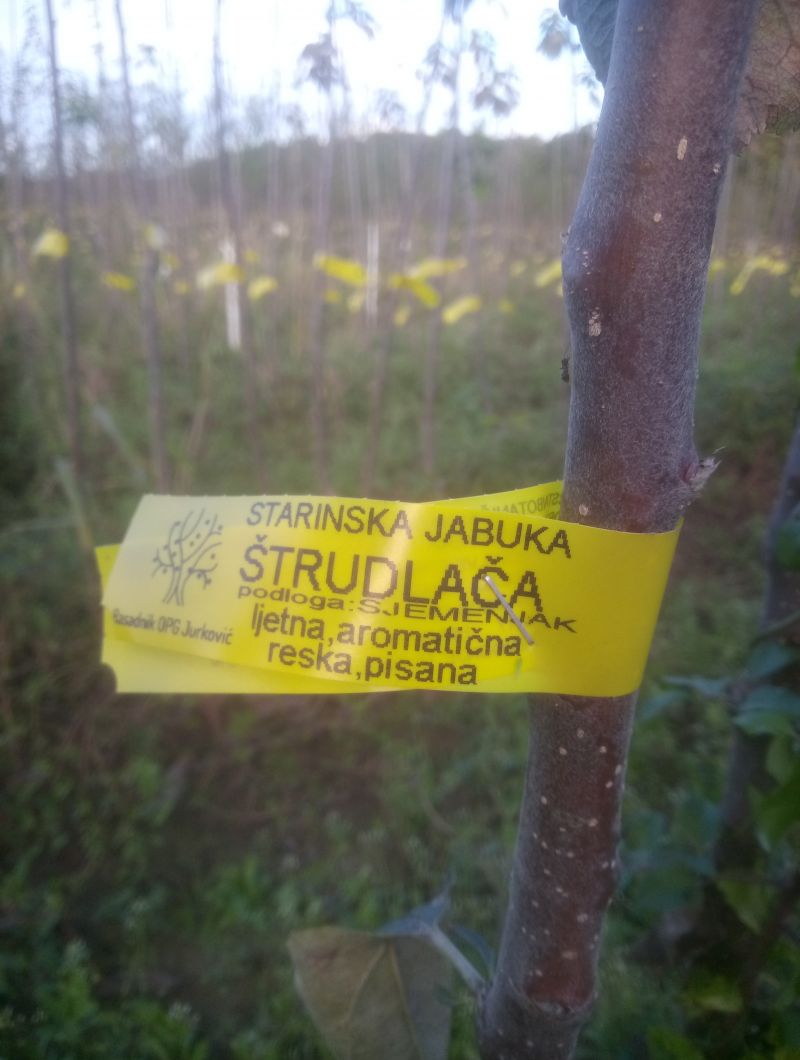 STARINSKA JABUKA
ŠTRUDLAČA
podloga:SJEMENJAK
ljetna,aromatična
reska,pisana
Rasadnik OPG Jurković